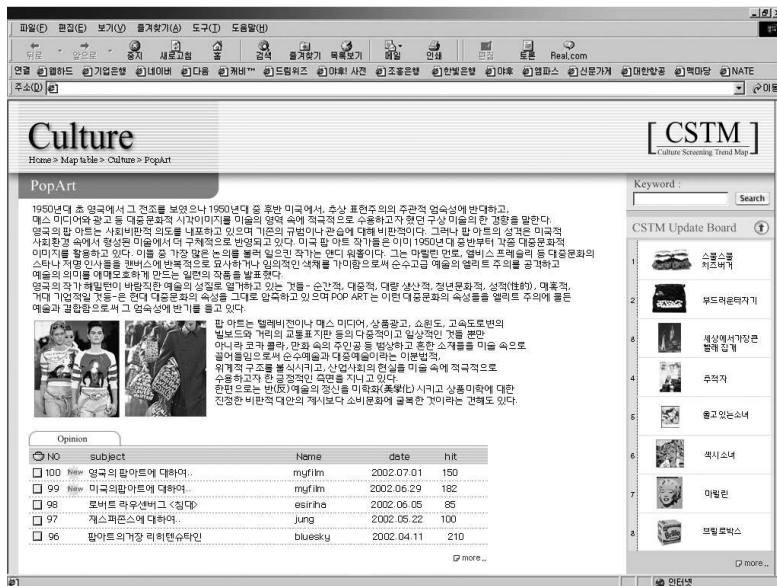 파일(F) 편집(E) 보기(V) 즐겨찾기(A) 도구(T) 도움말(H)
뒤로 앞으로 중지 새로고침 홈 검색 즐겨찾기 목록보기 메일 인쇄 편집 토론 Real.com
연결 웹하드 기업은행 네이버 다음 캐비™ 드림위즈 야후! 사전 조흥은행 한빛은행 야후 엠파스 신문가게 대한항공 맥마당 NATE
주소(D) 이동
Culture
Home > Map table > Culture > PopArt
[ CSTM ]
Culture Screening Trend Map
PopArt
1950년대 초 영국에서 그 전조를 보였으나 1950년대 중 후반 미국에서, 추상 표현주의의 주관적 엄숙성에 반대하고,
매스 미디어와 광고 등 대중문화적 시각이미지를 미술의 영역 속에 적극적으로 수용하고자 했던 구상 미술의 한 경향을 말한다.
영국의 팝 아트는 사회비판적 의도를 내포하고 있으며 기존의 규범이나 관습에 대해 비판적이다. 그러나 팝 아트의 성격은 미국적
사회환경 속에서 형성된 미술에서 더 구체적으로 반영되고 있다. 미국 팝 아트 작가들은 이미 1950년대 중반부터 각종 대중문화적
이미지를 활용하고 있다. 이들 중 가장 많은 논의를 불러 일으킨 작가는 앤디 워홀이다. 그는 마릴린 먼로, 엘비스 프레슬리 등 대중문화의
스타나 저명 인사들을 캔버스에 반복적으로 묘사하거나 임의적인 색채를 가미함으로써 순수고급 예술의 엘리트 주의를 공격하고
예술의 의미를 애매모호하게 만드는 일련의 작품을 발표했다.
영국의 작가 해밀턴이 바람직한 예술의 성질로 열거하고 있는 것들- 순간적, 대중적, 대량 생산적, 청년문화적, 성적(性的), 매혹적,
거대 기업적일 것등-은 현대 대중문화의 속성을 그대로 압축하고 있으며 POP ART는 이런 대중문화의 속성들을 엘리트 주의에 물든
예술과 결합함으로써 그 엄숙성에 반기를 들고 있다.
팝 아트는 텔레비전이나 매스 미디어, 상품광고, 쇼윈도, 고속도로변의
빌보드와 거리의 교통표지판 등의 다중적이고 일상적인 것들 뿐만
아니라 코카 콜라, 만화 속의 주인공 등 범상하고 흔한 소재들을 미술 속으로
끌어들임으로써 순수예술과 대중예술이라는 이분법적,
위계적 구조를 불식시키고, 산업사회의 현실을 미술 속에 적극적으로
수용하고자 한 긍정적인 측면을 지니고 있다.
한편으로는 반(反)예술의 정신을 미학화(美學化) 시키고 상품미학에 대한
진정한 비판적 대안의 제시보다 소비문화에 굴복한 것이라는 견해도 있다.
Opinion
NO subject Name date hit
100 New 영국의 팝아트에 대하여.. myfilm 2002.07.01 150
99 New 미국의팝아트에 대하여.. myfilm 2002.06.29 182
98 로버트 라우센버그 <침대> esiriha 2002.06.05 85
97 재스퍼존스에 대하여.. jung 2002.05.22 100
96 팝아트의거장 리히텐슈타인 bluesky 2002.04.11 210
more..
Keyword :
Search
CSTM Update Board
1 스물스물
치즈버거
2 부드러운타자기
3 세상에서가장큰
빨래 집게
4 추적자
5 울고있는소녀
6 섹시소녀
7 마릴린
8 브릴로박스
more..
인터넷